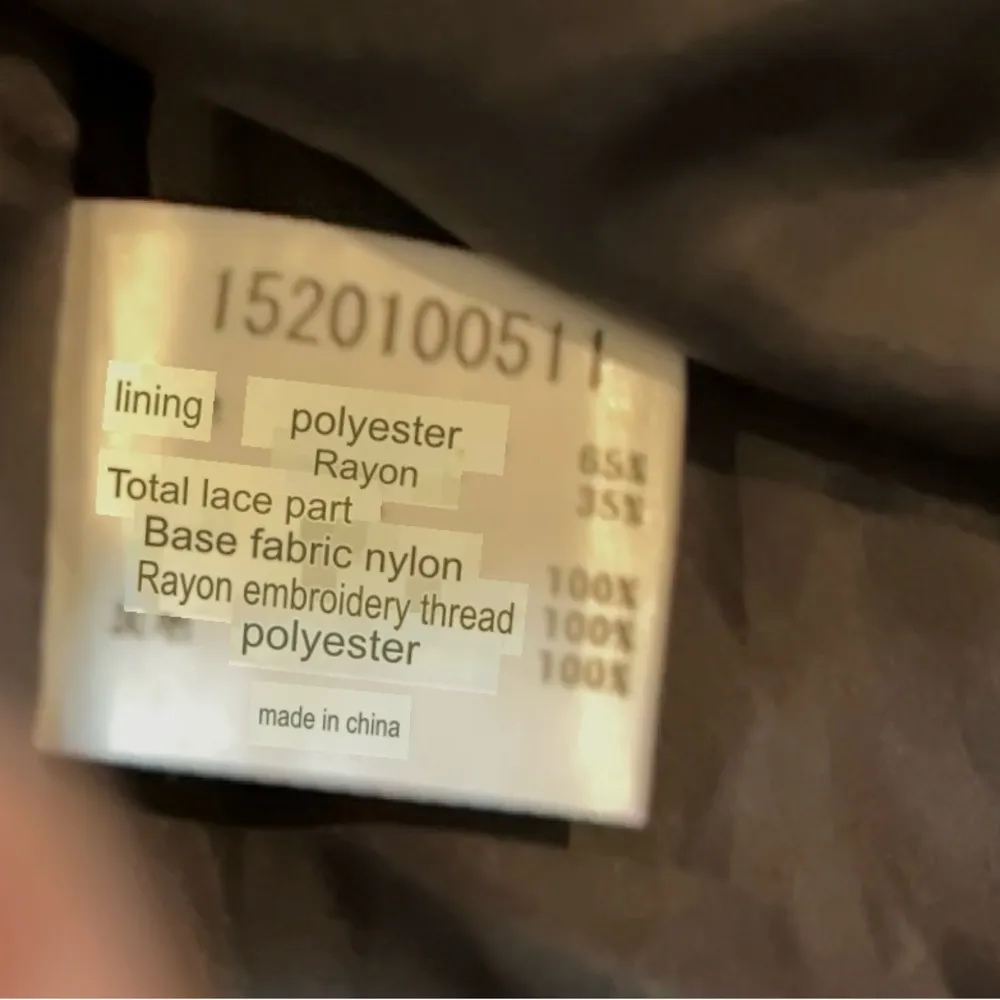 1520100511
lining polyester 65%
Rayon 35%
Total lace part
Base fabric nylon 100%
Rayon embroidery thread 100%
polyester 100%
made in china